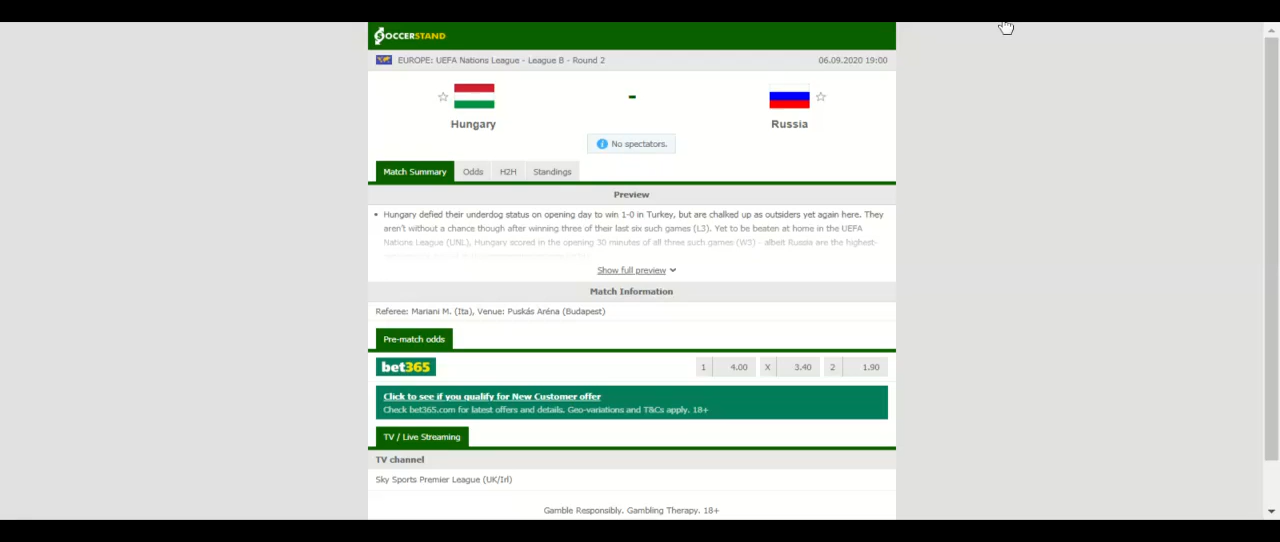 SOCCERSTAND
EUROPE: UEFA Nations League - League B - Round 2 06.09.2020 19:00
-
Hungary Russia
No spectators.
Match Summary Odds H2H Standings
Preview
• Hungary defied their underdog status on opening day to win 1-0 in Turkey, but are chalked up as outsiders yet again here. They
aren't without a chance though after winning three of their last six such games (L3). Yet to be beaten at home in the UEFA
Nations League (UNL), Hungary scored in the opening 30 minutes of all three such games (W3) - albeit Russia are the highest-
Show full preview
Match Information
Referee: Mariani M. (Ita), Venue: Puskás Aréna (Budapest)
Pre-match odds
bet365 1 4.00 X 3.40 2 1.90
Click to see if you qualify for New Customer offer
Check bet365.com for latest offers and details. Geo-variations and T&Cs apply. 18+
TV / Live Streaming
TV channel
Sky Sports Premier League (UK/Irl)
Gamble Responsibly. Gambling Therapy. 18+